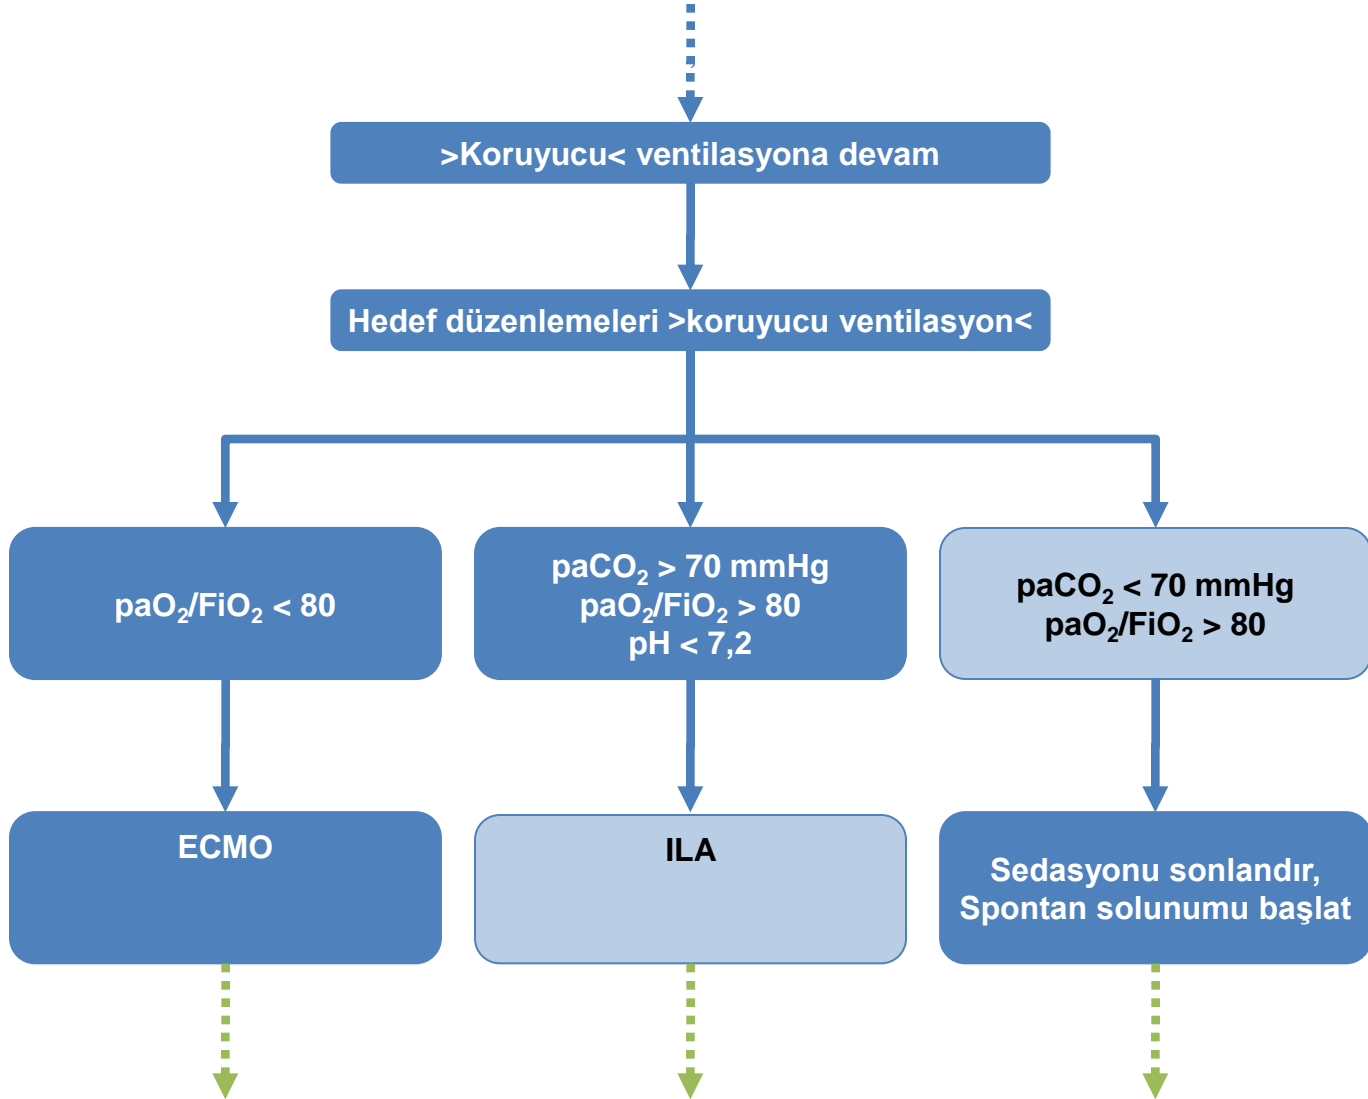 >Koruyucu< ventilasyona devam
Hedef düzenlemeleri >koruyucu ventilasyon<
paO₂/FiO₂ < 80
paCO₂ > 70 mmHg
paO₂/FiO₂ > 80
pH < 7,2
paCO₂ < 70 mmHg
paO₂/FiO₂ > 80
ECMO
ILA
Sedasyonu sonlandır,
Spontan solunumu başlat